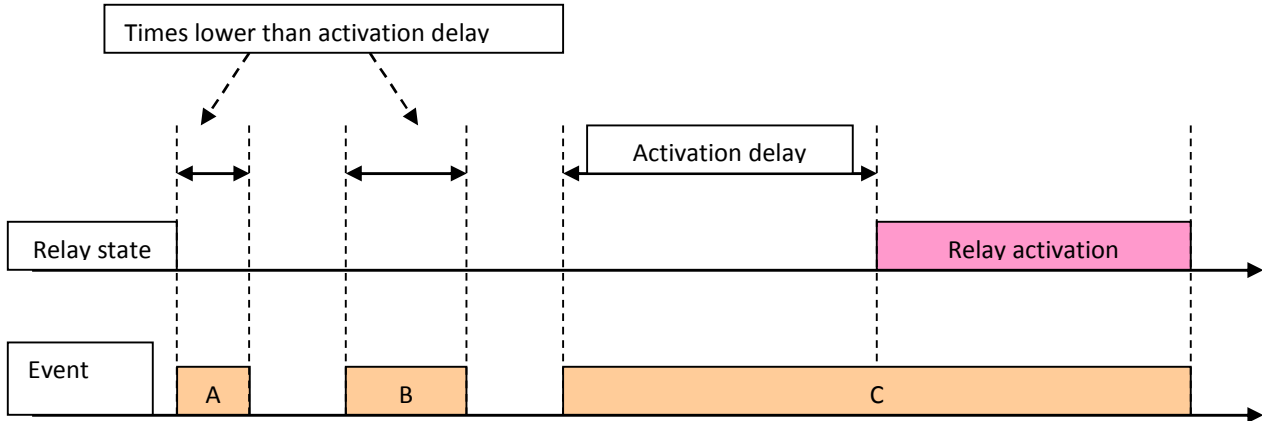 Times lower than activation delay
Activation delay
Relay state
Relay activation
Event
A
B
C